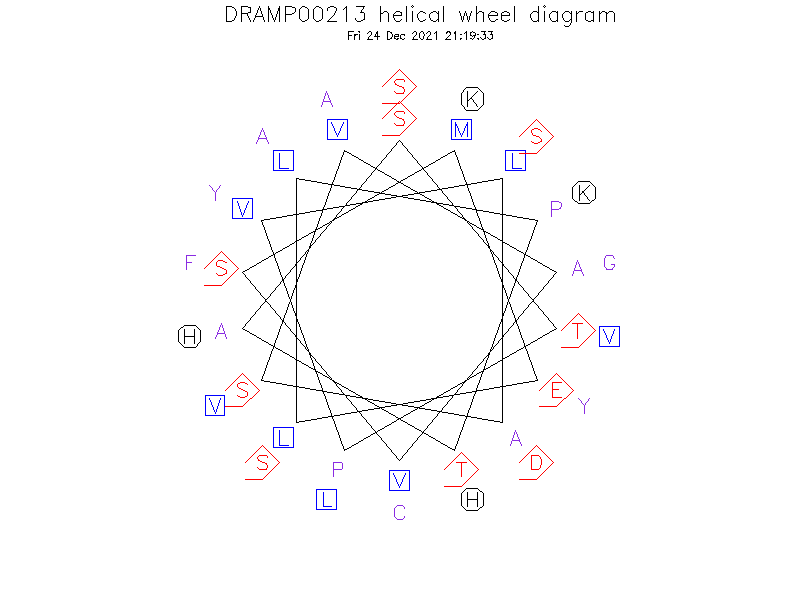 DRAMP00213 helical wheel diagram
Fri 24 Dec 2021 21:19:33
S
A K
S
V M
A S
L L
Y K
V P
F S A G
H A T V
S E
V Y
L A
S D
P T
V
L H
C